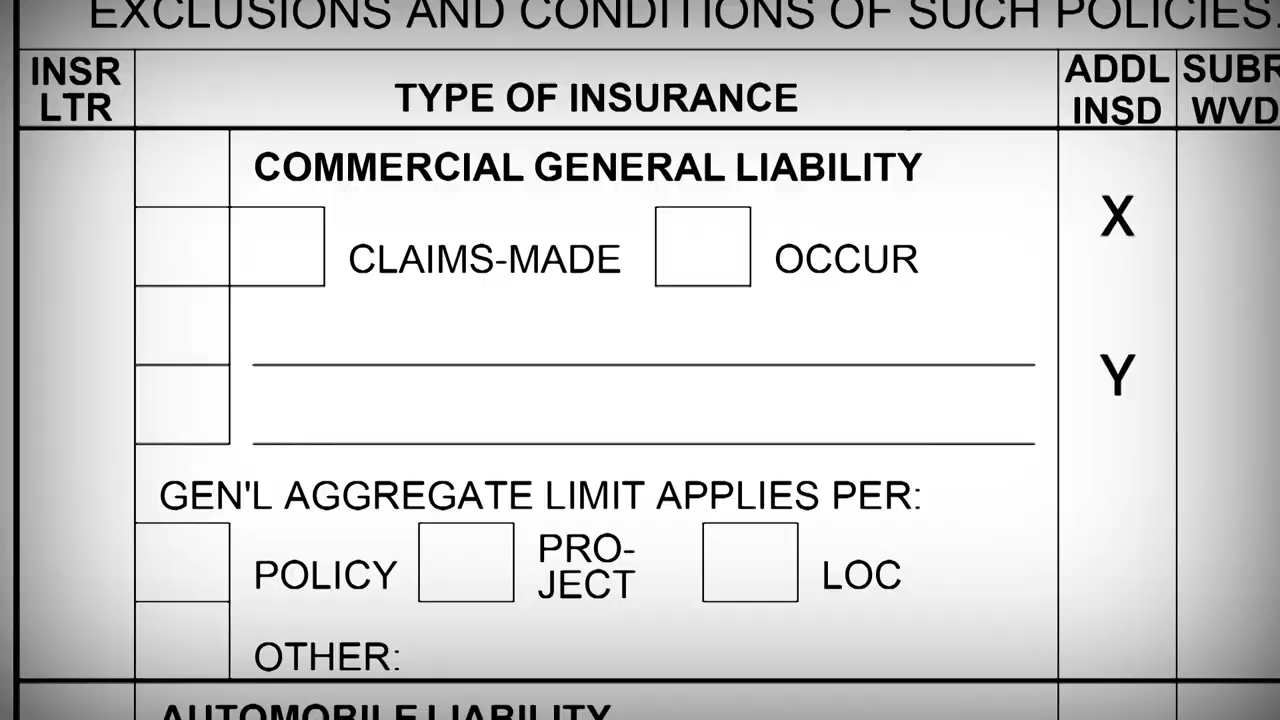 EXCLUSIONS AND CONDITIONS OF SUCH POLICIES.
INSR
LTR
TYPE OF INSURANCE
ADDL
INSD
SUBR
WVD
COMMERCIAL GENERAL LIABILITY
X
CLAIMS-MADE
OCCUR
Y
GEN'L AGGREGATE LIMIT APPLIES PER:
POLICY
PRO-
JECT
LOC
OTHER:
AUTOMOBILE LIABILITY